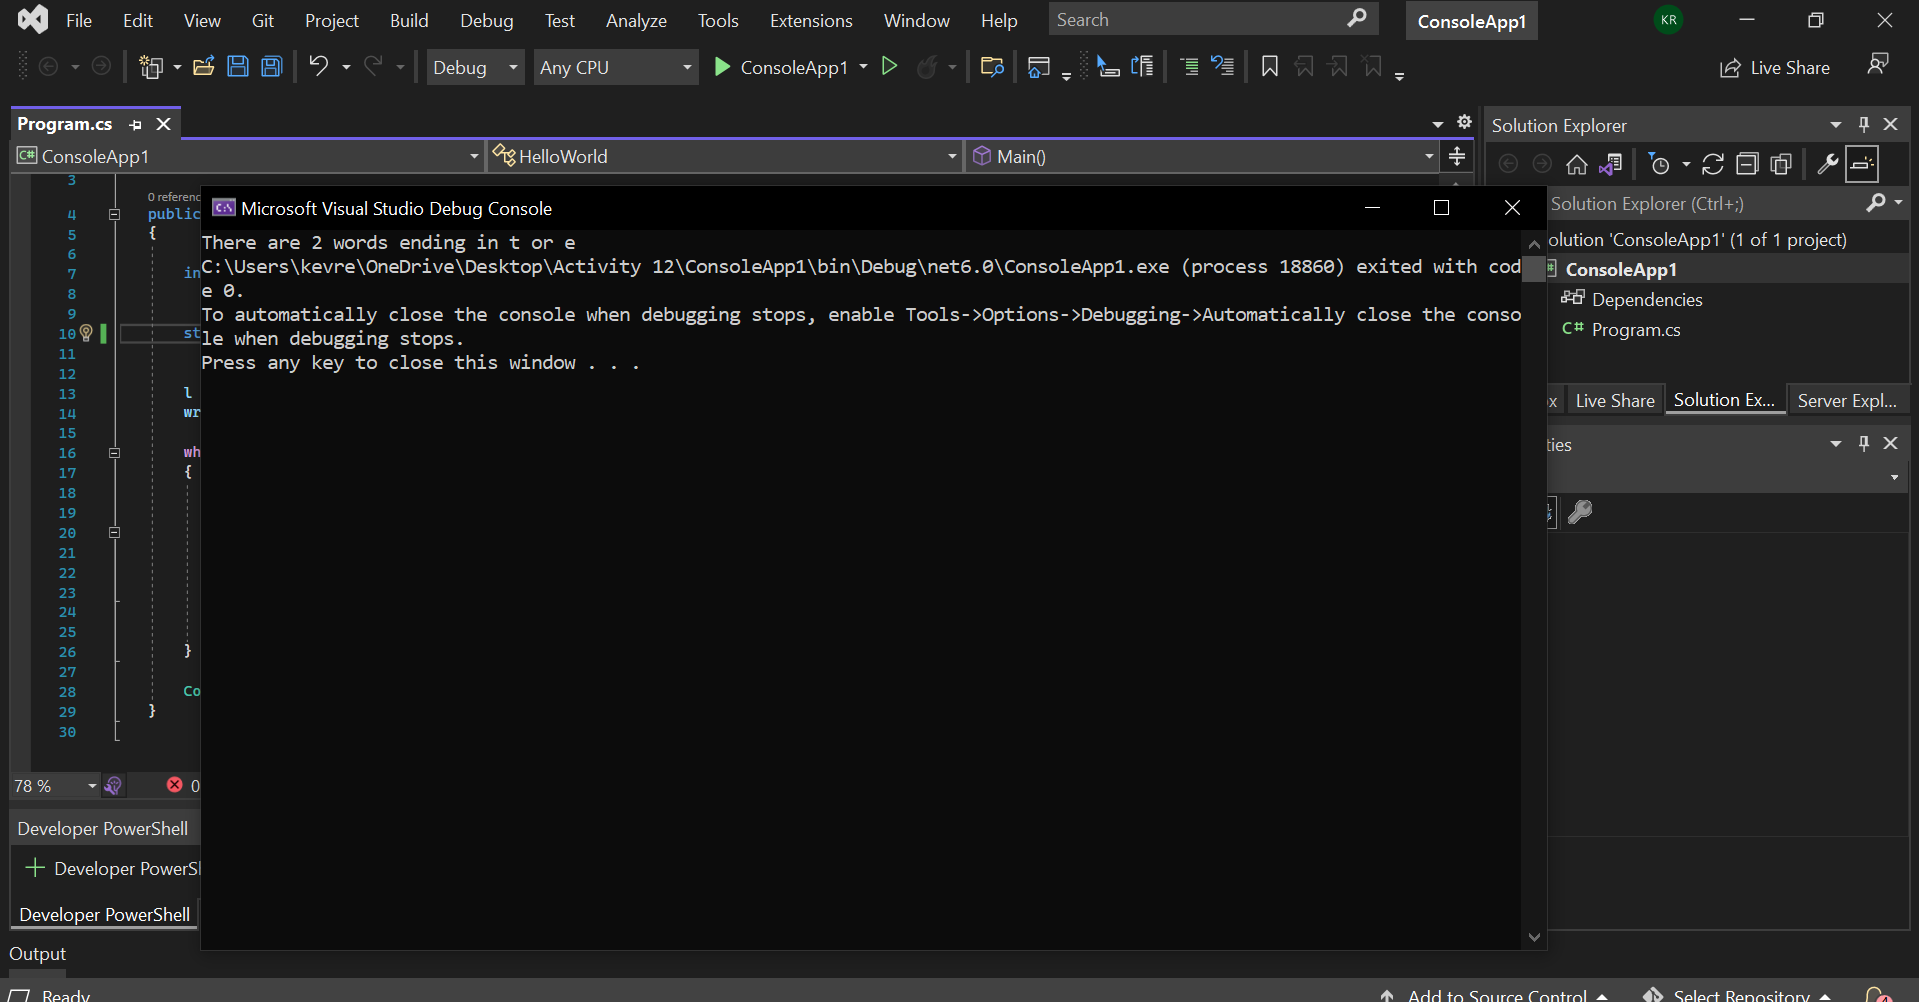 File Edit View Git Project Build Debug Test Analyze Tools Extensions Window Help Search ConsoleApp1 KR
Debug Any CPU ConsoleApp1 Live Share
Program.cs
ConsoleApp1 HelloWorld Main()
Solution Explorer
Solution Explorer (Ctrl+;)
olution 'ConsoleApp1' (1 of 1 project)
ConsoleApp1
Dependencies
C# Program.cs
Live Share Solution Ex... Server Expl...
ties
3
0 referenc
4 public
5 {
6
7 in
8
9
10 st
11
12
13 l
14 wr
15
16 wh
17 {
18
19
20
21
22
23
24
25
26 }
27
28 Co
29 }
30
Microsoft Visual Studio Debug Console
There are 2 words ending in t or e
C:\Users\kevre\OneDrive\Desktop\Activity 12\ConsoleApp1\bin\Debug\net6.0\ConsoleApp1.exe (process 18860) exited with cod
e 0.
To automatically close the console when debugging stops, enable Tools->Options->Debugging->Automatically close the conso
le when debugging stops.
Press any key to close this window . . .
78 % 0
Developer PowerShell
Developer PowerSl
Developer PowerShell
Output
Ready Add to Source Control Select Repository